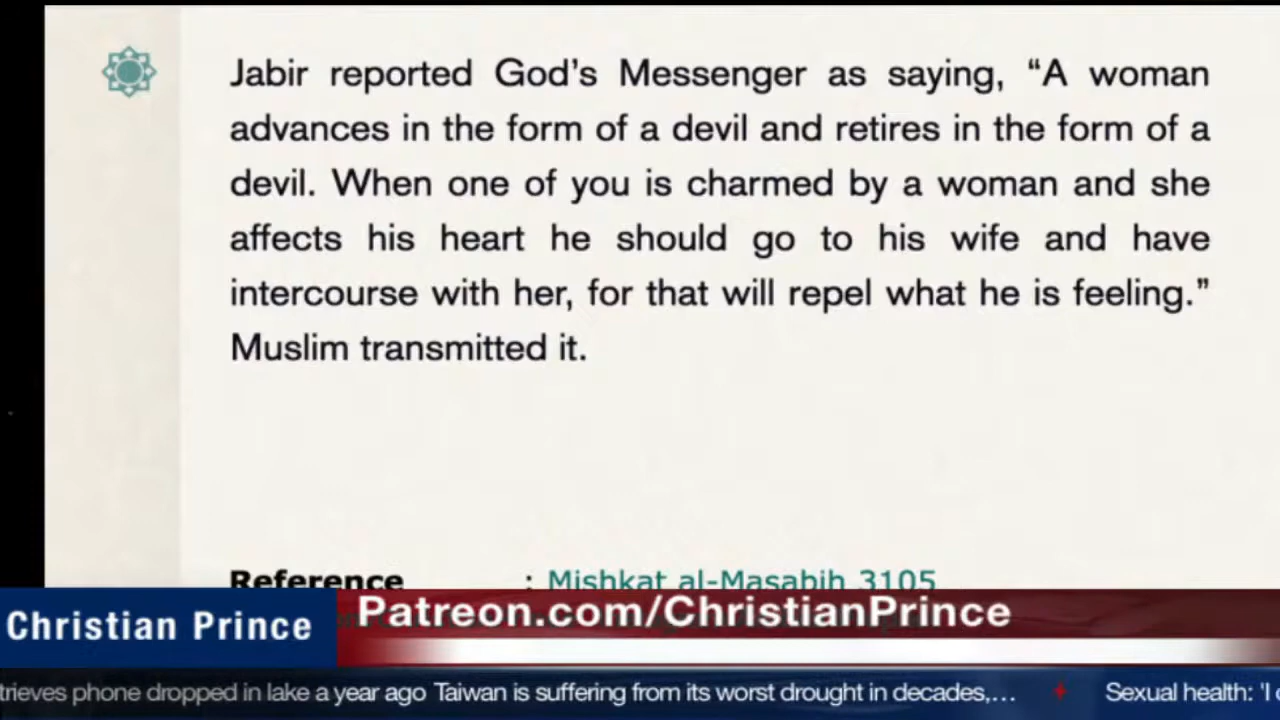 Jabir reported God's Messenger as saying, “A woman
advances in the form of a devil and retires in the form of a
devil. When one of you is charmed by a woman and she
affects his heart he should go to his wife and have
intercourse with her, for that will repel what he is feeling.”
Muslim transmitted it.
Reference : Mishkat al-Masabih 3105
Christian Prince
Patreon.com/ChristianPrince
trieves phone dropped in lake a year ago Taiwan is suffering from its worst drought in decades,... Sexual health: 'I